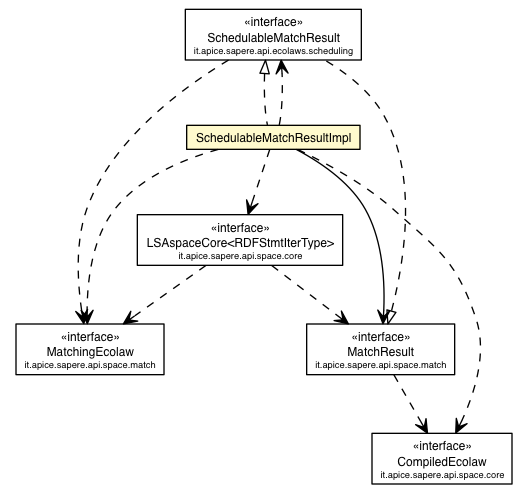 «interface»
SchedulableMatchResult
it.apice.sapere.api.ecolaws.scheduling
SchedulableMatchResultImpl
«interface»
LSAspaceCore<RDFStmtIterType>
it.apice.sapere.api.space.core
«interface»
MatchingEcolaw
it.apice.sapere.api.space.match
«interface»
MatchResult
it.apice.sapere.api.space.match
«interface»
CompiledEcolaw
it.apice.sapere.api.space.core